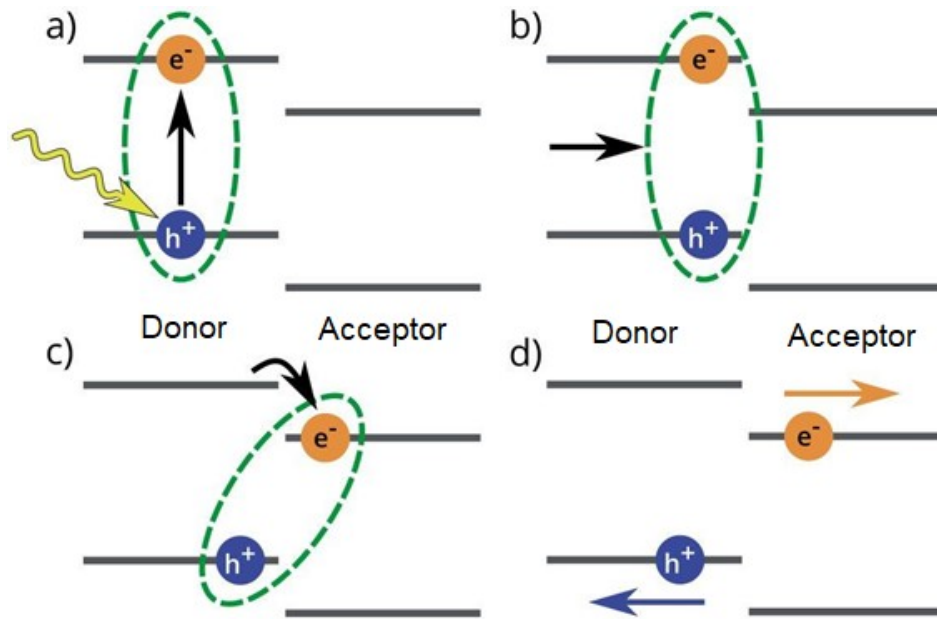 a)
e-
h+
b)
e-
h+
Donor
Acceptor
Donor
Acceptor
c)
e-
h+
d)
e-
h+